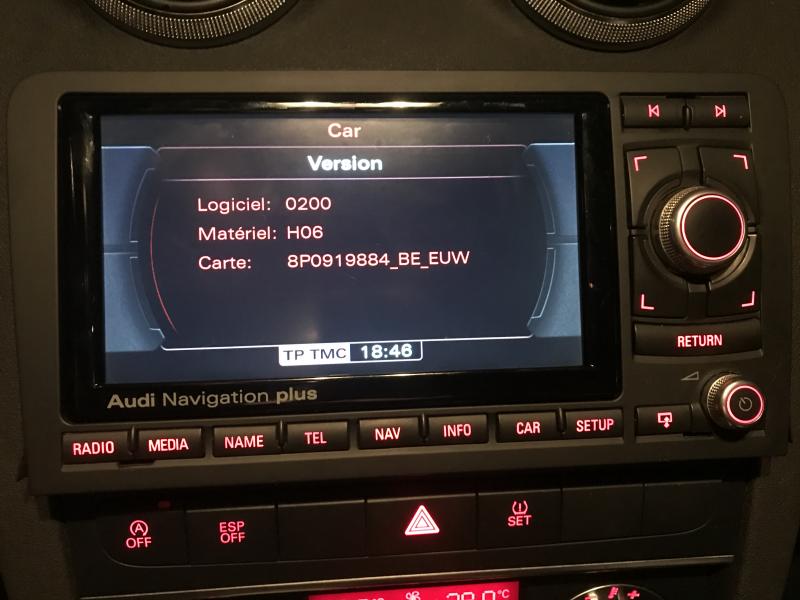 Car
Version
Logiciel: 0200
Matériel: H06
Carte: 8P0919884_BE_EUW
TP TMC 18:46
Audi Navigation plus
RETURN
RADIO MEDIA NAME TEL NAV INFO CAR SETUP
A OFF
ESP OFF
SET
°C